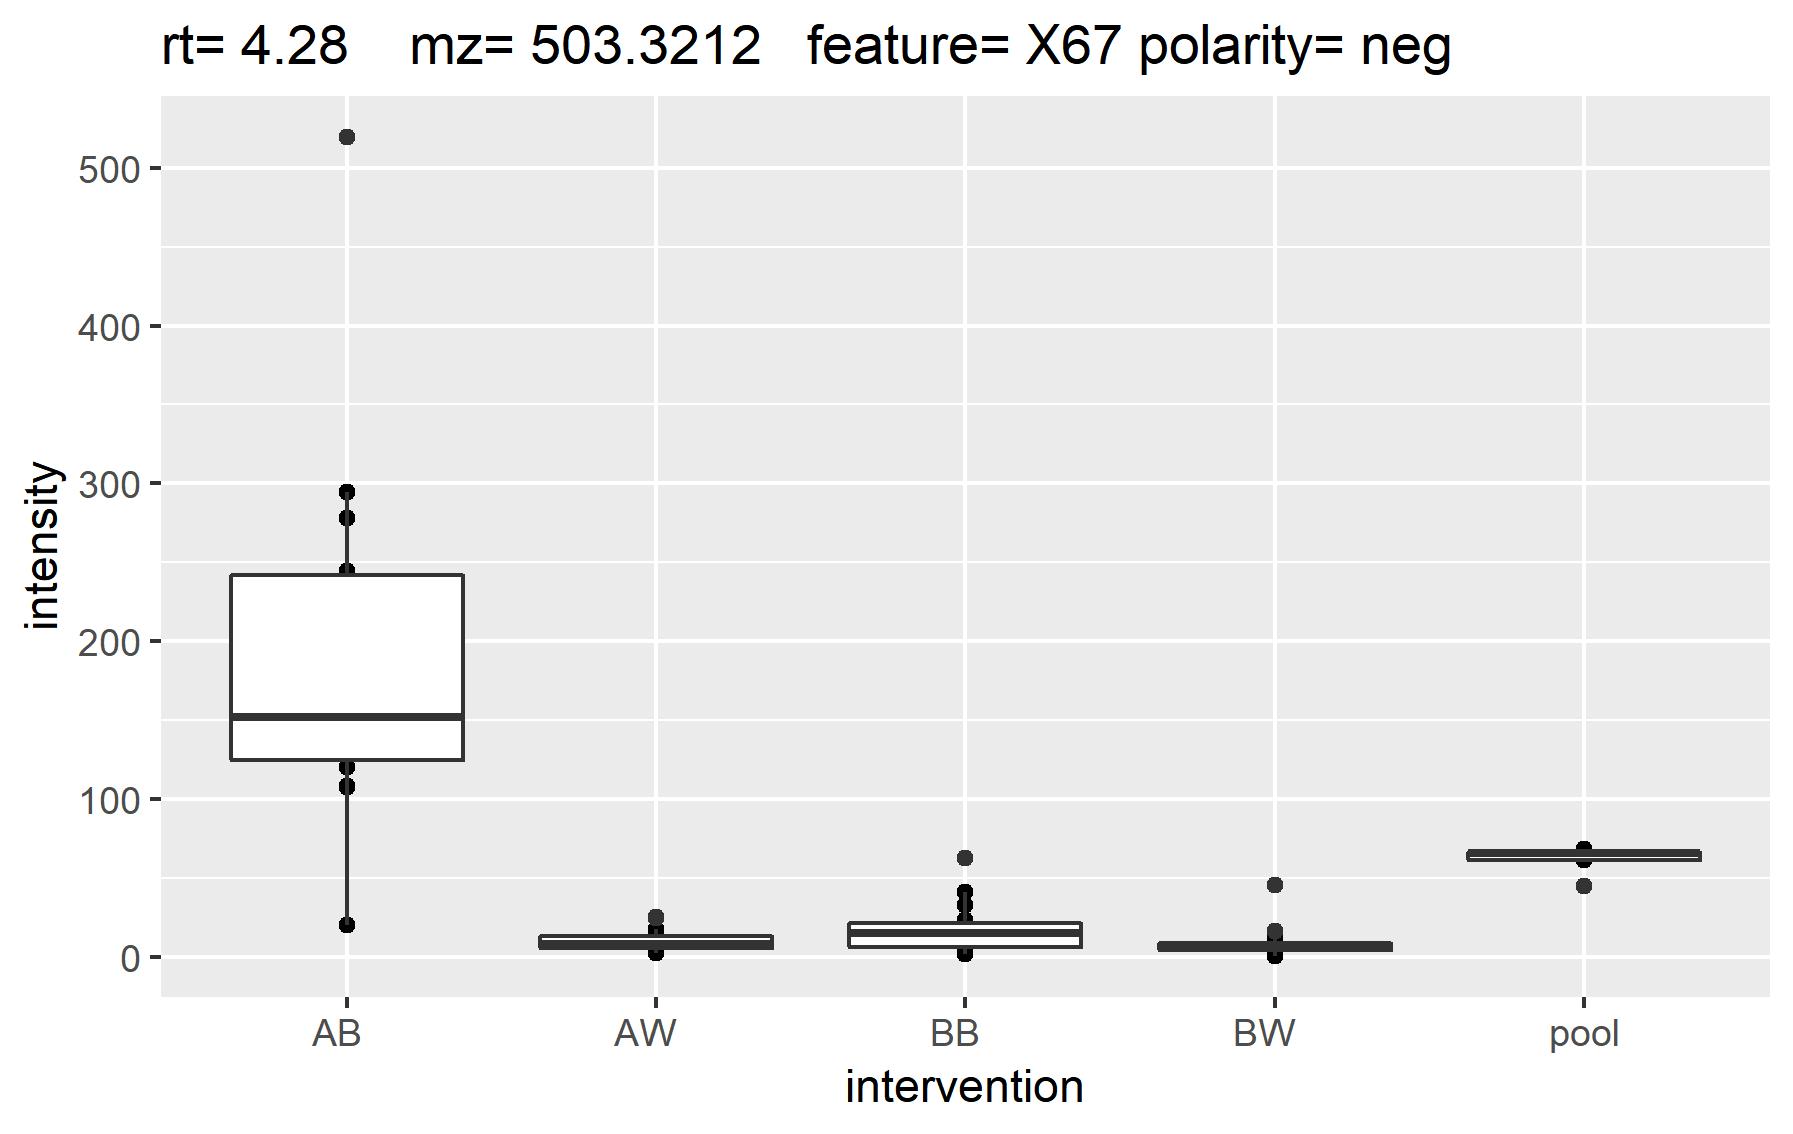 rt= 4.28 mz= 503.3212 feature= X67 polarity= neg
intensity
500
400
300
200
100
0
AB AW BB BW pool
intervention